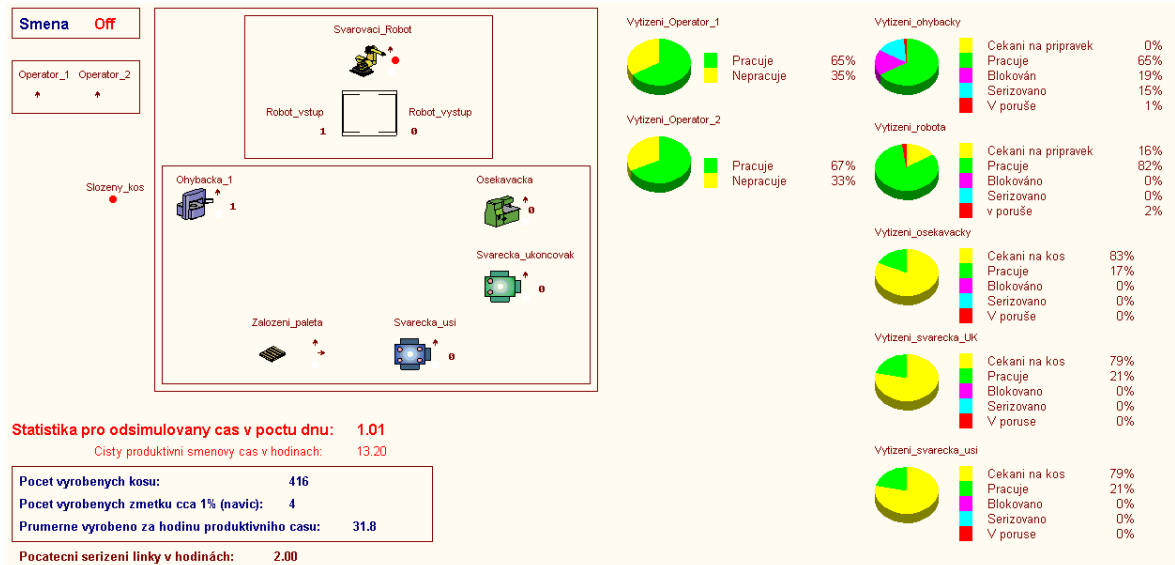 Smena Off
Operator_1 Operator_2
Svarovaci_Robot
Robot_vstup Robot_vystup
1 0
Slozeny_kos
Ohybacka_1
1
Osekavacka
0
Svarecka_ukoncovak
0
Zalozeni_paleta
Svarecka_usi
0
Statistika pro odsimulovany cas v poctu dnu: 1.01
Cisty produktivni smenovy cas v hodinach: 13.20
Pocet vyrobenych kosu: 416
Pocet vyrobenych zmetku cca 1% (navic): 4
Prumerne vyrobeno za hodinu produktivniho casu: 31.8
Pocatecni serizeni linky v hodinách: 2.00
Vytizeni_Operator_1
Pracuje 65%
Nepracuje 35%
Vytizeni_Operator_2
Pracuje 67%
Nepracuje 33%
Vytizeni_ohybacky
Cekani na pripravek 0%
Pracuje 65%
Blokován 19%
Serizovano 15%
V poruše 1%
Vytizeni_robota
Cekani na pripravek 16%
Pracuje 82%
Blokováno 0%
Serizovano 0%
v poruše 2%
Vytizeni_osekavacky
Cekani na kos 83%
Pracuje 17%
Blokováno 0%
Serizovano 0%
V poruše 0%
Vytizeni_svarecka_UK
Cekani na kos 79%
Pracuje 21%
Blokovano 0%
Serizovano 0%
V poruse 0%
Vytizeni_svarecka_usi
Cekani na kos 79%
Pracuje 21%
Blokovano 0%
Serizovano 0%
V poruse 0%